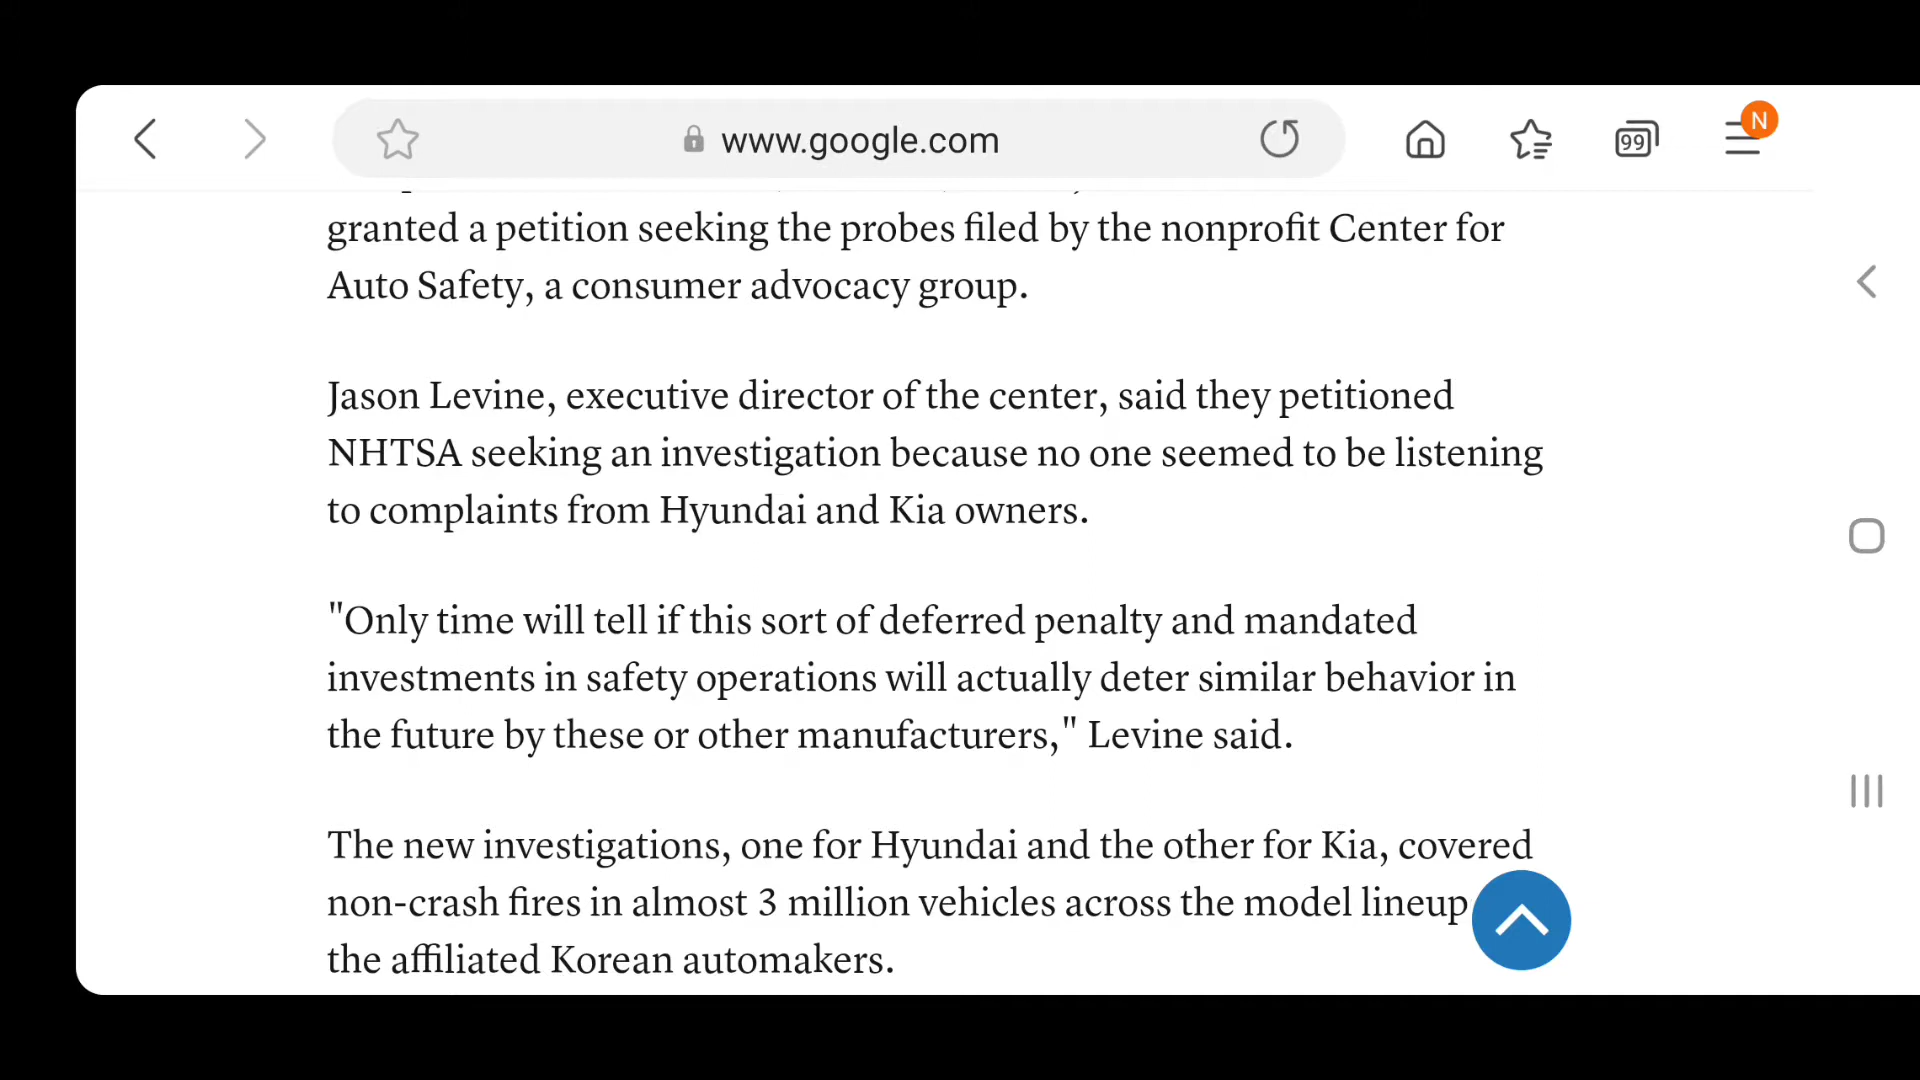 www.google.com
99
N
granted a petition seeking the probes filed by the nonprofit Center for
Auto Safety, a consumer advocacy group.
Jason Levine, executive director of the center, said they petitioned
NHTSA seeking an investigation because no one seemed to be listening
to complaints from Hyundai and Kia owners.
"Only time will tell if this sort of deferred penalty and mandated
investments in safety operations will actually deter similar behavior in
the future by these or other manufacturers," Levine said.
The new investigations, one for Hyundai and the other for Kia, covered
non-crash fires in almost 3 million vehicles across the model lineup
the affiliated Korean automakers.